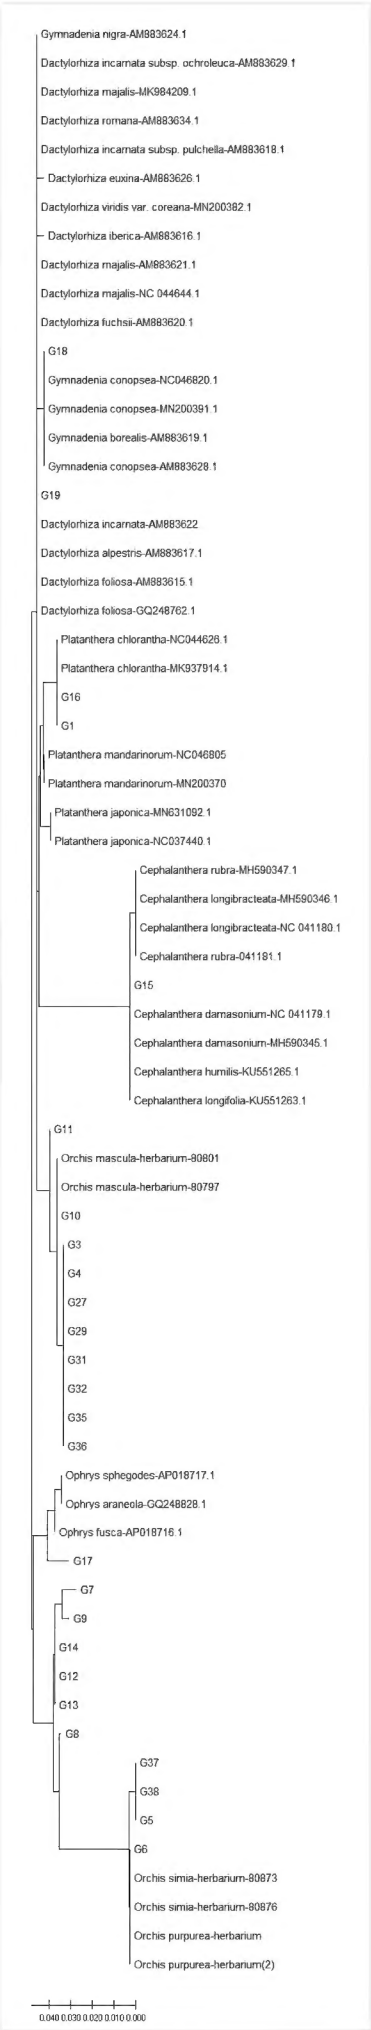 Gymnadenia nigra-AM883624.1
Dactylorhiza incarnata subsp. ochroleuca-AM883629.1
Dactylorhiza majalis-MK984209.1
Dactylorhiza romana-AM883634.1
Dactylorhiza incarnata subsp. pulchella-AM883618.1
Dactylorhiza euxina-AM883626.1
Dactylorhiza viridis var. coreana-MN200382.1
Dactylorhiza iberica-AM883616.1
Dactylorhiza majalis-AM883621.1
Dactylorhiza majalis-NC 044644.1
Dactylorhiza fuchsii-AM883620.1
G18
Gymnadenia conopsea-NC046820.1
Gymnadenia conopsea-MN200391.1
Gymnadenia borealis-AM883619.1
Gymnadenia conopsea-AM883628.1
G19
Dactylorhiza incarnata-AM883622
Dactylorhiza alpestris-AM883617.1
Dactylorhiza foliosa-AM883615.1
Dactylorhiza foliosa-GQ248762.1
Platanthera chlorantha-NC044626.1
Platanthera chlorantha-MK937914.1
G16
G1
Platanthera mandarinorum-NC046805
Platanthera mandarinorum-MN200370
Platanthera japonica-MN631092.1
Platanthera japonica-NC037440.1
Cephalanthera rubra-MH590347.1
Cephalanthera longibracteata-MH590346.1
Cephalanthera longibracteata-NC 041180.1
Cephalanthera rubra-041181.1
G15
Cephalanthera damasonium-NC 041179.1
Cephalanthera damasonium-MH590345.1
Cephalanthera humilis-KU551265.1
Cephalanthera longifolia-KU551263.1
G11
Orchis mascula-herbarium-80801
Orchis mascula-herbarium-80797
G10
G3
G4
G27
G29
G31
G32
G35
G36
Ophrys sphegodes-AP018717.1
Ophrys araneola-GQ248828.1
Ophrys fusca-AP018716.1
G17
G7
G9
G14
G12
G13
G8
G37
G38
G5
G6
Orchis simia-herbarium-80873
Orchis simia-herbarium-80876
Orchis purpurea-herbarium
Orchis purpurea-herbarium(2)
0.040 0.030 0.020 0.010 0.000